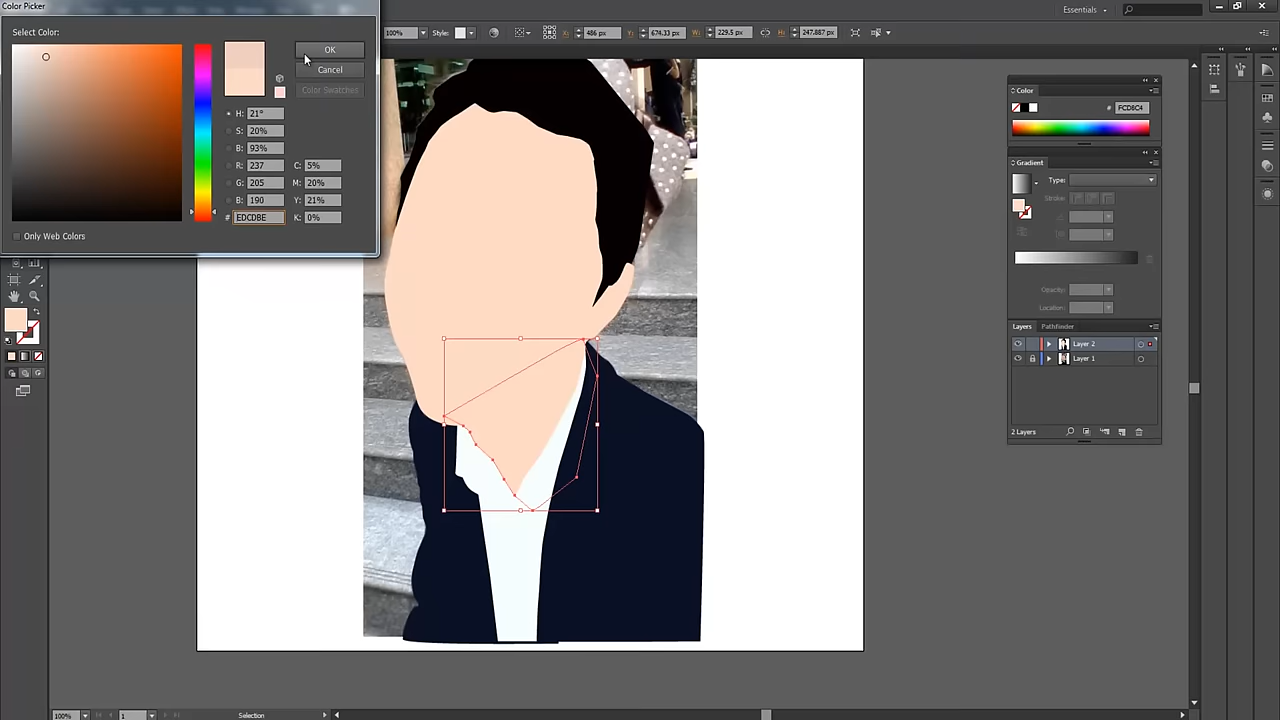 Color Picker
Essentials
Select Color:
OK
100%
Style:
486 px
674.33 px
W:
229.5 px
H:
247.887 px
Cancel
Color Swatches
Color
# FCD8C4
H: 21°
S: 20%
B: 93%
R: 237
C: 5%
G: 205
M: 20%
B: 190
Y: 21%
# EDCDBE
K: 0%
Only Web Colors
Gradient
Type:
Stroke:
Opacity:
Location:
Layers
Pathfinder
Layer 2
Layer 1
2 Layers
100%
1
Selection